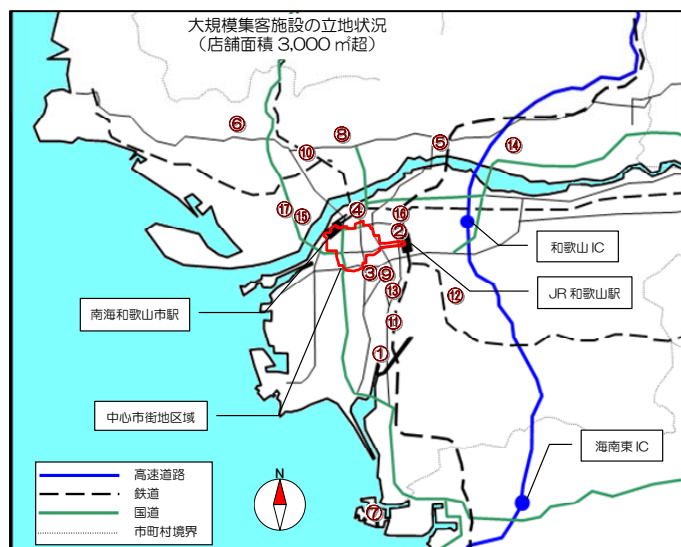 大規模集客施設の立地状況
（店舗面積 3,000 ㎡超）
⑥
⑧
⑩
⑤
⑭
⑰
⑮
④
⑯
②
和歌山 IC
③
⑨
JR 和歌山駅
⑬
⑫
南海和歌山市駅
⑪
①
中心市街地区域
海南東 IC
高速道路
鉄道
国道
市町村境界
N
⑦